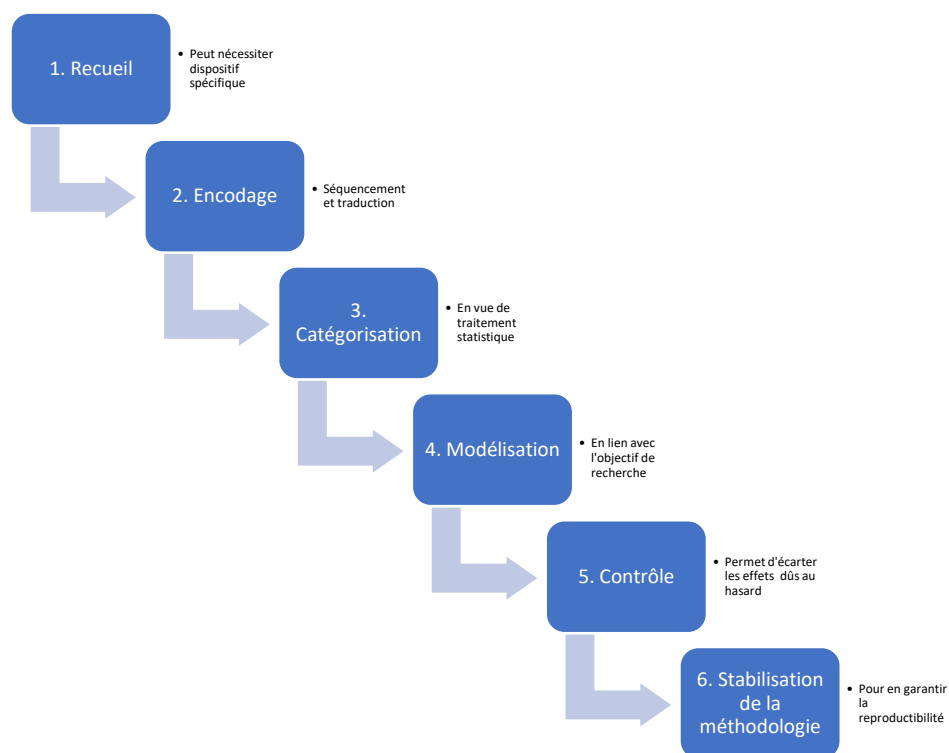 1. Recueil
• Peut nécessiter
dispositif
spécifique
2. Encodage
• Séquencement
et traduction
3.
Catégorisation
• En vue de
traitement
statistique
4. Modélisation
• En lien avec
l'objectif de
recherche
5. Contrôle
• Permet d'écarter
les effets dûs au
hasard
6. Stabilisation
de la
méthodologie
• Pour en garantir
la
reproductibilité